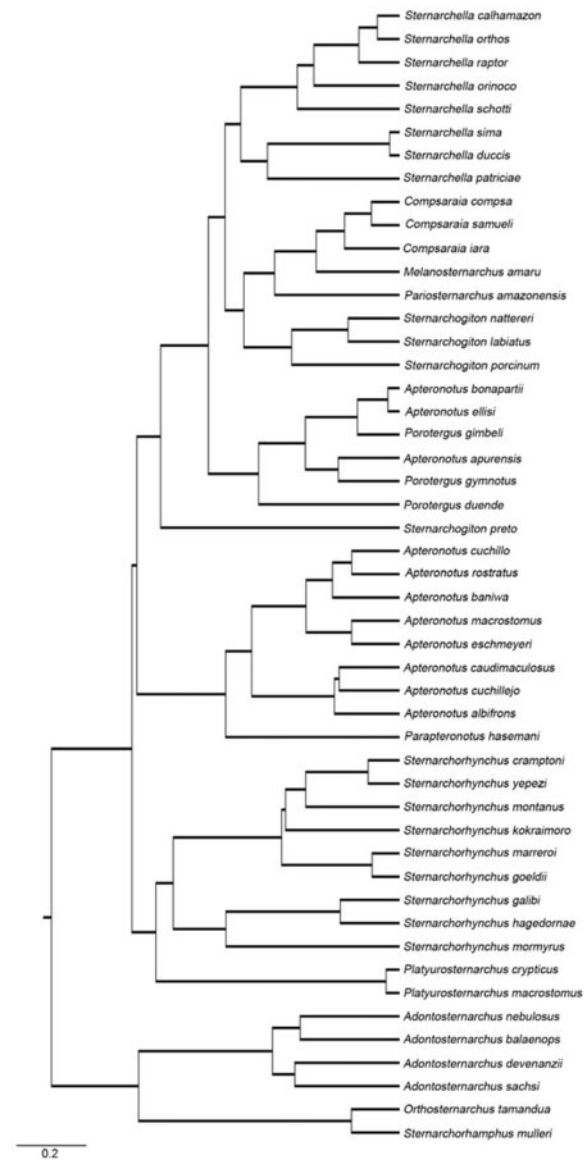 Sternarchella calhamazon
Sternarchella orthos
Sternarchella raptor
Sternarchella orinoco
Sternarchella schotti
Sternarchella sima
Sternarchella duccis
Sternarchella patriciae
Compsaraia compsa
Compsaraia samueli
Compsaraia iara
Melanosternarchus amaru
Pariosternarchus amazonensis
Sternarchogiton nattereri
Sternarchogiton labiatus
Sternarchogiton porcinum
Apteronotus bonapartii
Apteronotus ellisi
Porotergus gimbeli
Apteronotus apurensis
Porotergus gymnotus
Porotergus duende
Sternarchogiton preto
Apteronotus cuchillo
Apteronotus rostratus
Apteronotus baniwa
Apteronotus macrostomus
Apteronotus eschmeyeri
Apteronotus caudimaculosus
Apteronotus cuchillejo
Apteronotus albifrons
Parapteronotus hasemani
Sternarchorhynchus cramptoni
Sternarchorhynchus yepezi
Sternarchorhynchus montanus
Sternarchorhynchus kokraimoro
Sternarchorhynchus marreroi
Sternarchorhynchus goeldii
Sternarchorhynchus galibi
Sternarchorhynchus hagedornae
Sternarchorhynchus mormyrus
Platyurosternarchus crypticus
Platyurosternarchus macrostomus
Adontosternarchus nebulosus
Adontosternarchus balaenops
Adontosternarchus devenanzii
Adontosternarchus sachsi
Orthosternarchus tamandua
Sternarchorhamphus mulleri
0.2